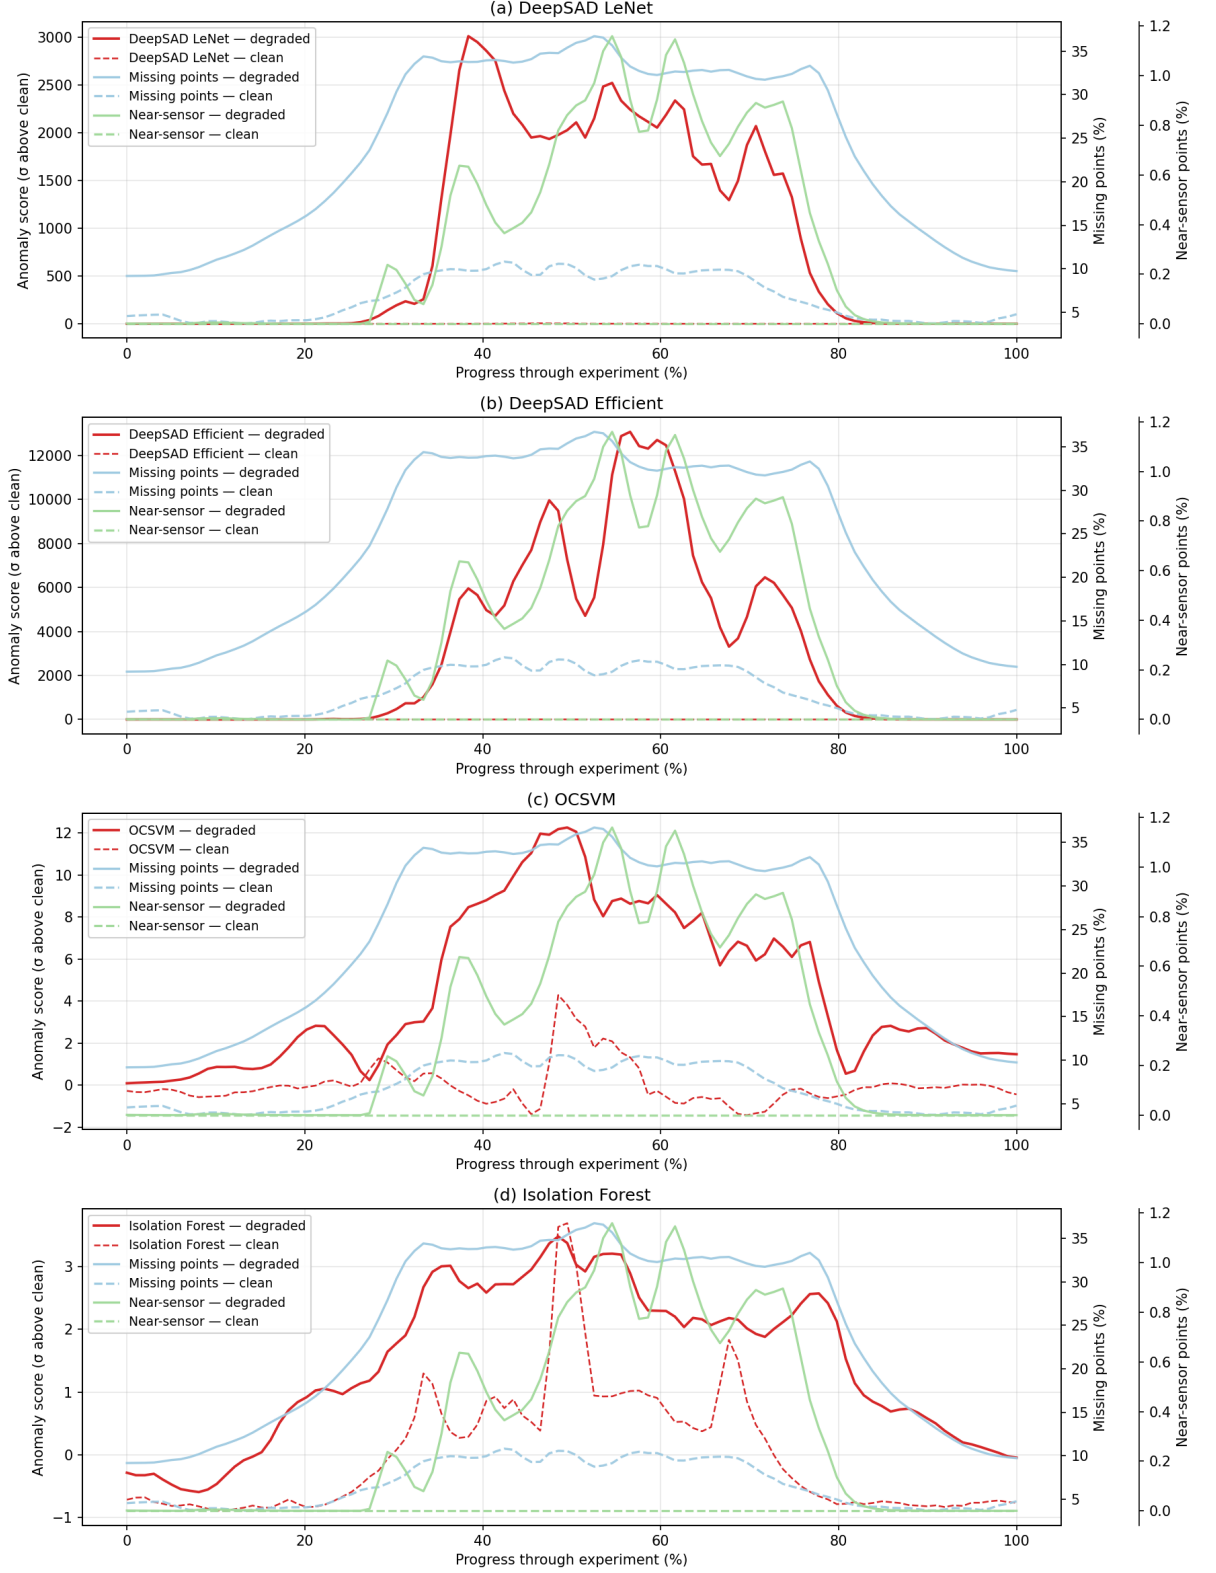 (a) DeepSAD LeNet
DeepSAD LeNet — degraded
DeepSAD LeNet — clean
Missing points — degraded
Missing points — clean
Near-sensor — degraded
Near-sensor — clean
Anomaly score (σ above clean)
3000
2500
2000
1500
1000
500
0
0 20 40 60 80 100
Progress through experiment (%)
35
30
25
20
15
10
5
Missing points (%)
1.2
1.0
0.8
0.6
0.4
0.2
0.0
Near-sensor points (%)
(b) DeepSAD Efficient
DeepSAD Efficient — degraded
DeepSAD Efficient — clean
Missing points — degraded
Missing points — clean
Near-sensor — degraded
Near-sensor — clean
Anomaly score (σ above clean)
12000
10000
8000
6000
4000
2000
0
0 20 40 60 80 100
Progress through experiment (%)
35
30
25
20
15
10
5
Missing points (%)
1.2
1.0
0.8
0.6
0.4
0.2
0.0
Near-sensor points (%)
(c) OCSVM
OCSVM — degraded
OCSVM — clean
Missing points — degraded
Missing points — clean
Near-sensor — degraded
Near-sensor — clean
Anomaly score (σ above clean)
12
10
8
6
4
2
0
−2
0 20 40 60 80 100
Progress through experiment (%)
35
30
25
20
15
10
5
Missing points (%)
1.2
1.0
0.8
0.6
0.4
0.2
0.0
Near-sensor points (%)
(d) Isolation Forest
Isolation Forest — degraded
Isolation Forest — clean
Missing points — degraded
Missing points — clean
Near-sensor — degraded
Near-sensor — clean
Anomaly score (σ above clean)
3
2
1
0
−1
0 20 40 60 80 100
Progress through experiment (%)
35
30
25
20
15
10
5
Missing points (%)
1.2
1.0
0.8
0.6
0.4
0.2
0.0
Near-sensor points (%)